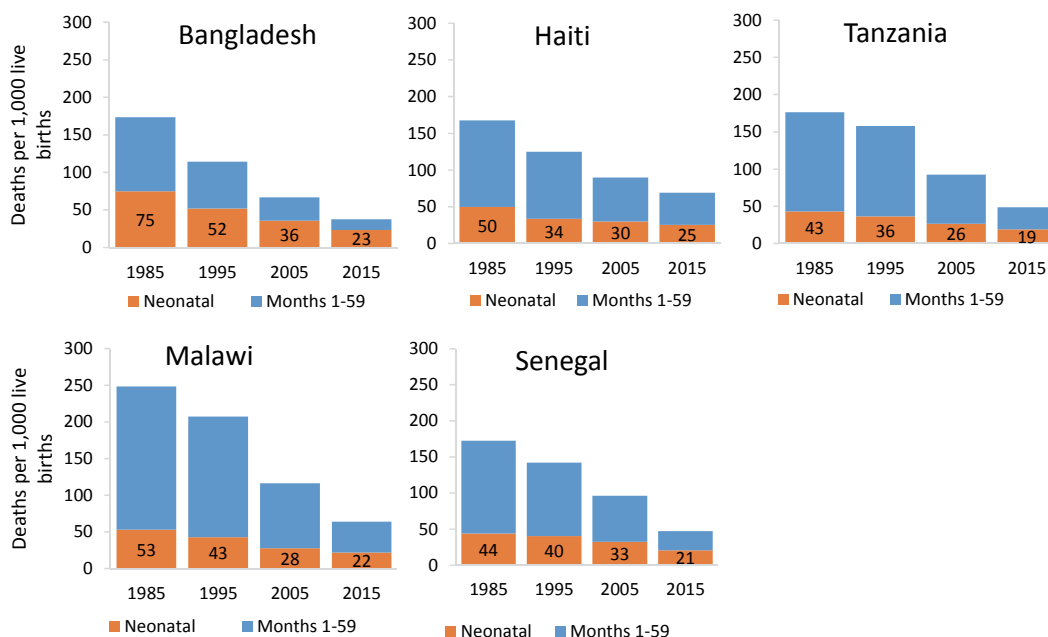 Bangladesh
Deaths per 1,000 live
births
300
250
200
150
100
50
0
75
52
36
23
1985 1995 2005 2015
Neonatal Months 1-59
Haiti
300
250
200
150
100
50
0
50
34
30
25
1985 1995 2005 2015
Neonatal Months 1-59
Tanzania
300
250
200
150
100
50
0
43
36
26
19
1985 1995 2005 2015
Neonatal Months 1-59
Malawi
Deaths per 1,000 live
births
300
250
200
150
100
50
0
53
43
28
22
1985 1995 2005 2015
Neonatal Months 1-59
Senegal
300
250
200
150
100
50
0
44
40
33
21
1985 1995 2005 2015
Neonatal Months 1-59